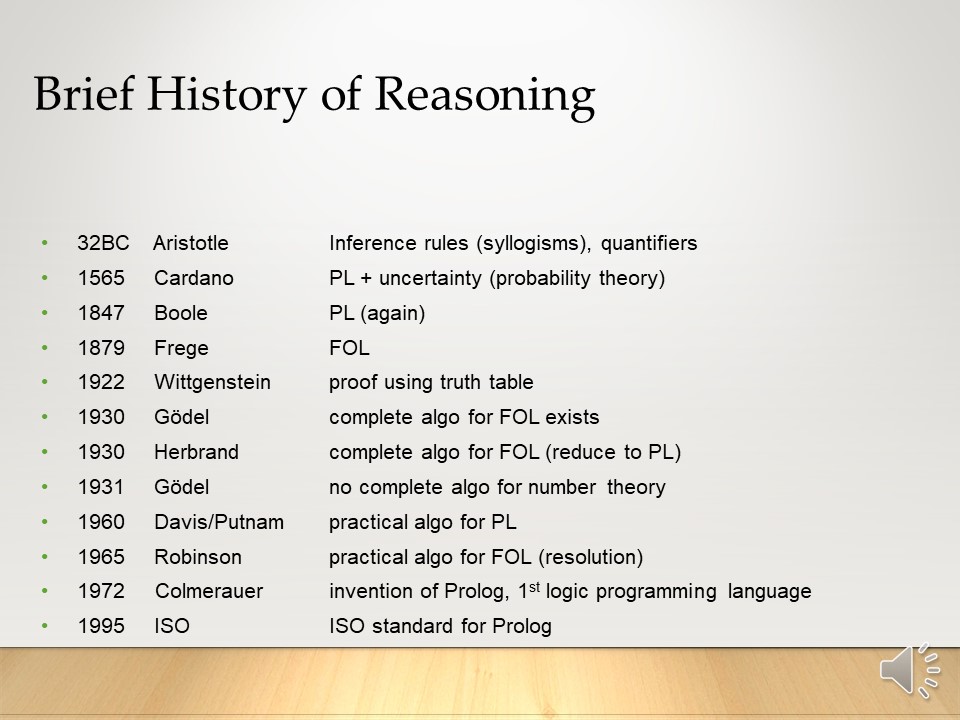 Brief History of Reasoning
• 32BC Aristotle Inference rules (syllogisms), quantifiers
• 1565 Cardano PL + uncertainty (probability theory)
• 1847 Boole PL (again)
• 1879 Frege FOL
• 1922 Wittgenstein proof using truth table
• 1930 Gödel complete algo for FOL exists
• 1930 Herbrand complete algo for FOL (reduce to PL)
• 1931 Gödel no complete algo for number theory
• 1960 Davis/Putnam practical algo for PL
• 1965 Robinson practical algo for FOL (resolution)
• 1972 Colmerauer invention of Prolog, 1st logic programming language
• 1995 ISO ISO standard for Prolog